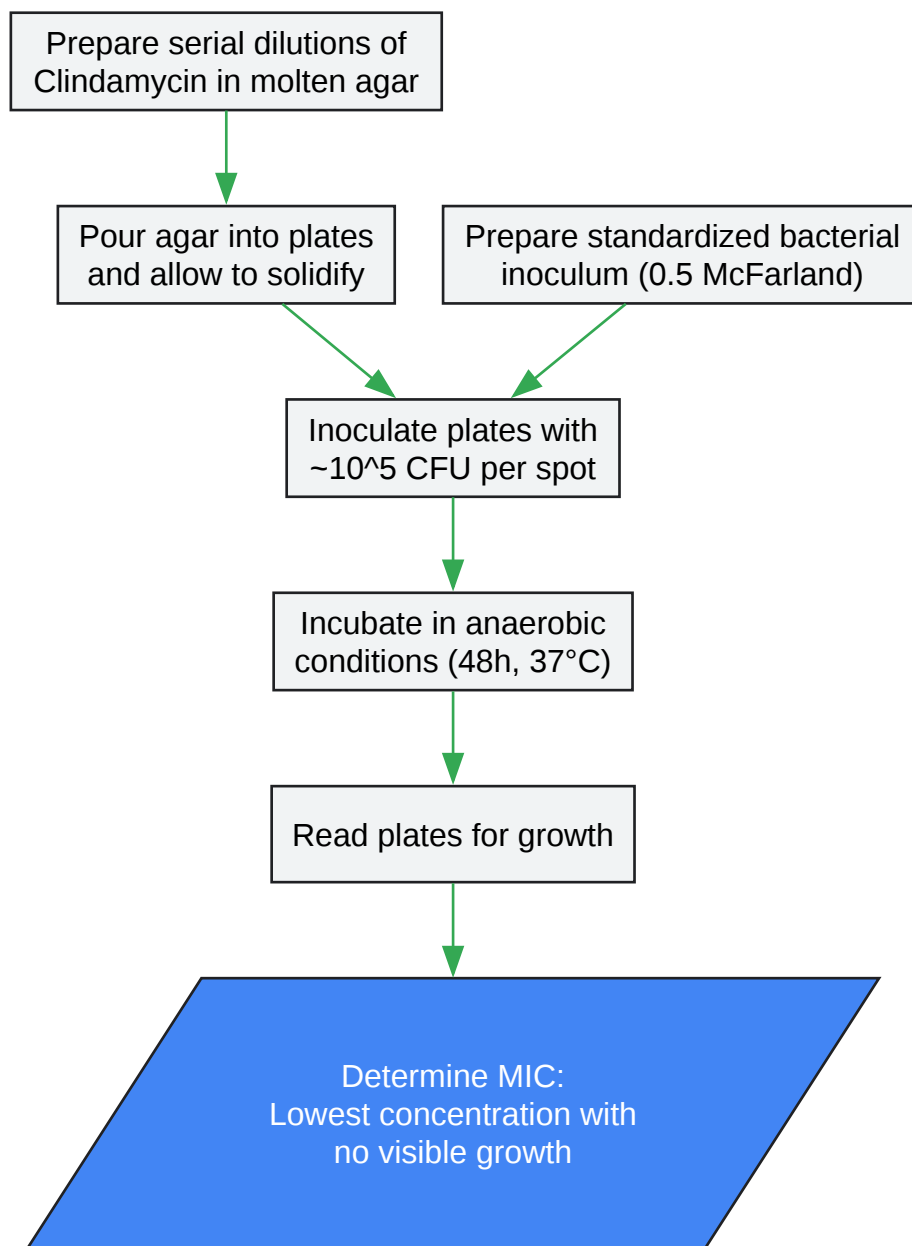 Prepare serial dilutions of
Clindamycin in molten agar
Pour agar into plates
and allow to solidify
Prepare standardized bacterial
inoculum (0.5 McFarland)
Inoculate plates with
~10^5 CFU per spot
Incubate in anaerobic
conditions (48h, 37°C)
Read plates for growth
Determine MIC:
Lowest concentration with
no visible growth